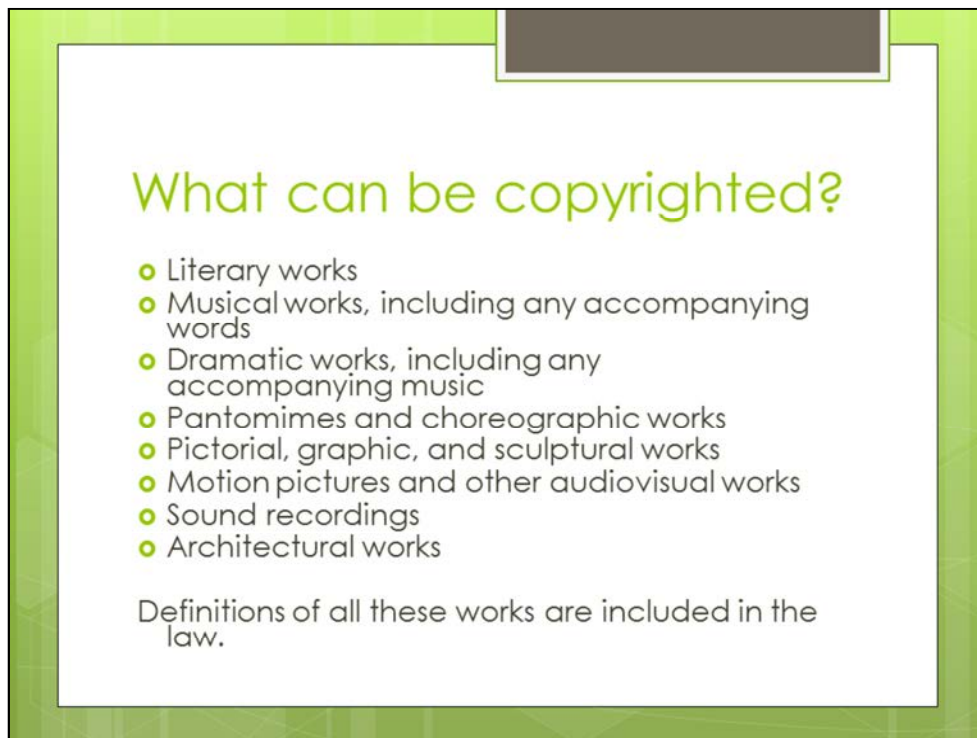 What can be copyrighted?
Literary works
Musical works, including any accompanying
words
Dramatic works, including any
accompanying music
Pantomimes and choreographic works
Pictorial, graphic, and sculptural works
Motion pictures and other audiovisual works
Sound recordings
Architectural works
Definitions of all these works are included in the
law.